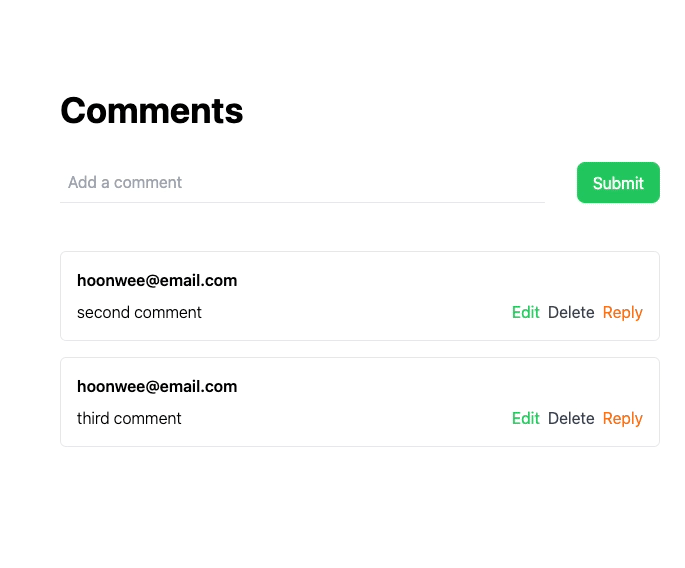 Comments
Add a comment Submit
hoonwee@email.com
second comment Edit Delete Reply
hoonwee@email.com
third comment Edit Delete Reply